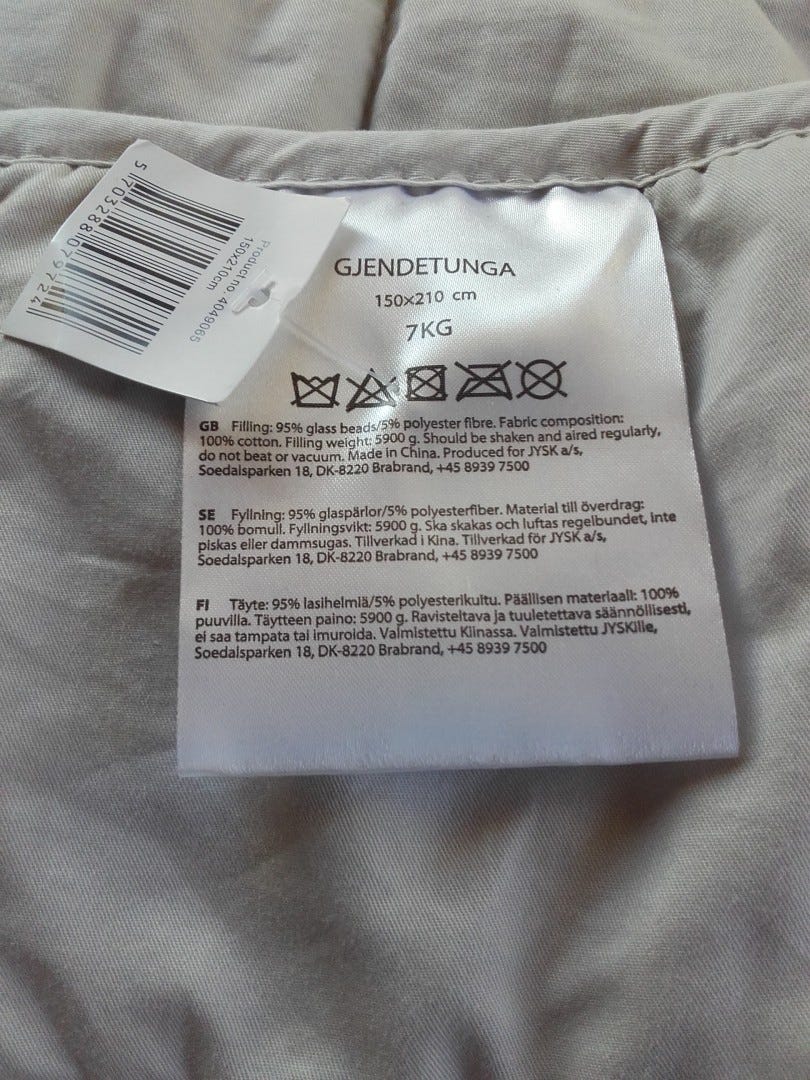 5 703288 079724
150x210cm
Product no. 4049065
GJENDETUNGA
150x210 cm
7KG
GB Filling: 95% glass beads/5% polyester fibre. Fabric composition:
100% cotton. Filling weight: 5900 g. Should be shaken and aired regularly,
do not beat or vacuum. Made in China. Produced for JYSK a/s,
Soedalsparken 18, DK-8220 Brabrand, +45 8939 7500
SE Fyllning: 95% glaspärlor/5% polyesterfiber. Material till överdrag:
100% bomull. Fyllningsvikt: 5900 g. Ska skakas och luftas regelbundet, inte
piskas eller dammsugas. Tillverkad i Kina. Tillverkad för JYSK a/s,
Soedalsparken 18, DK-8220 Brabrand, +45 8939 7500
FI Täyte: 95% lasihelmiä/5% polyesterikuitu. Päällisen materiaali: 100%
puuvilla. Täytteen paino: 5900 g. Ravisteltava ja tuuletettava säännöllisesti,
ei saa tampata tai imuroida. Valmistettu Kiinassa. Valmistettu JYSKille,
Soedalsparken 18, DK-8220 Brabrand, +45 8939 7500